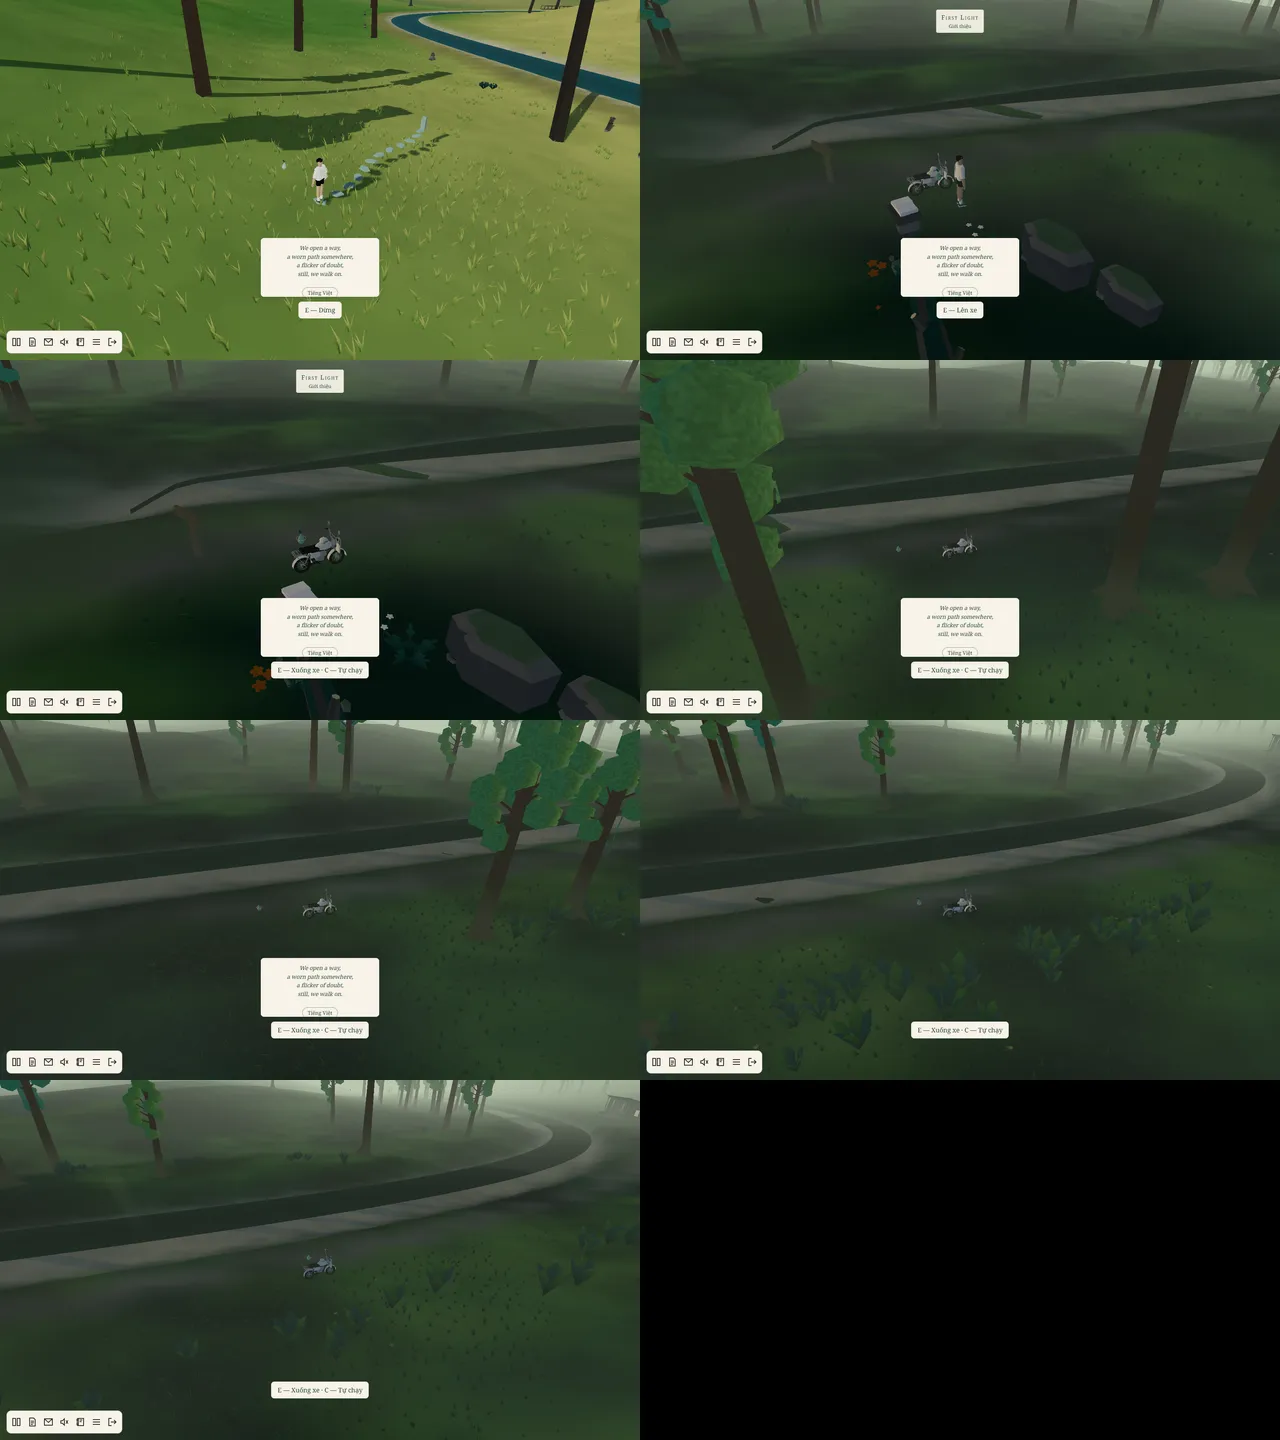 We open a way,
a worn path somewhere,
a flicker of doubt,
still, we walk on.
Tiếng Việt
E — Dừng
First Light
Giới thiệu
We open a way,
a worn path somewhere,
a flicker of doubt,
still, we walk on.
Tiếng Việt
E — Lên xe
First Light
Giới thiệu
We open a way,
a worn path somewhere,
a flicker of doubt,
still, we walk on.
Tiếng Việt
E — Xuống xe · C — Tự chạy
We open a way,
a worn path somewhere,
a flicker of doubt,
still, we walk on.
Tiếng Việt
E — Xuống xe · C — Tự chạy
We open a way,
a worn path somewhere,
a flicker of doubt,
still, we walk on.
Tiếng Việt
E — Xuống xe · C — Tự chạy
E — Xuống xe · C — Tự chạy
E — Xuống xe · C — Tự chạy